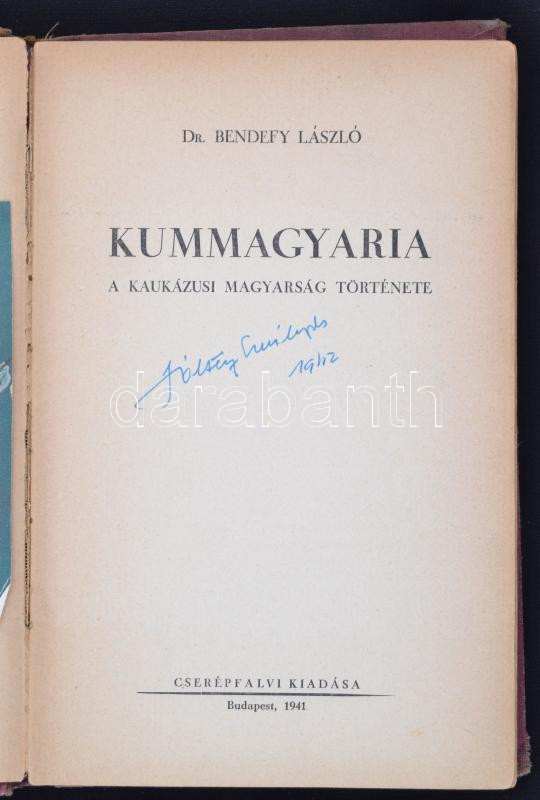 Dr. BENDEFY LÁSZLÓ
KUMMAGYARIA
A KAUKÁZUSI MAGYARSÁG TÖRTÉNETE
1942
darabanth
CSERÉPFALVI KIADÁSA
Budapest, 1941